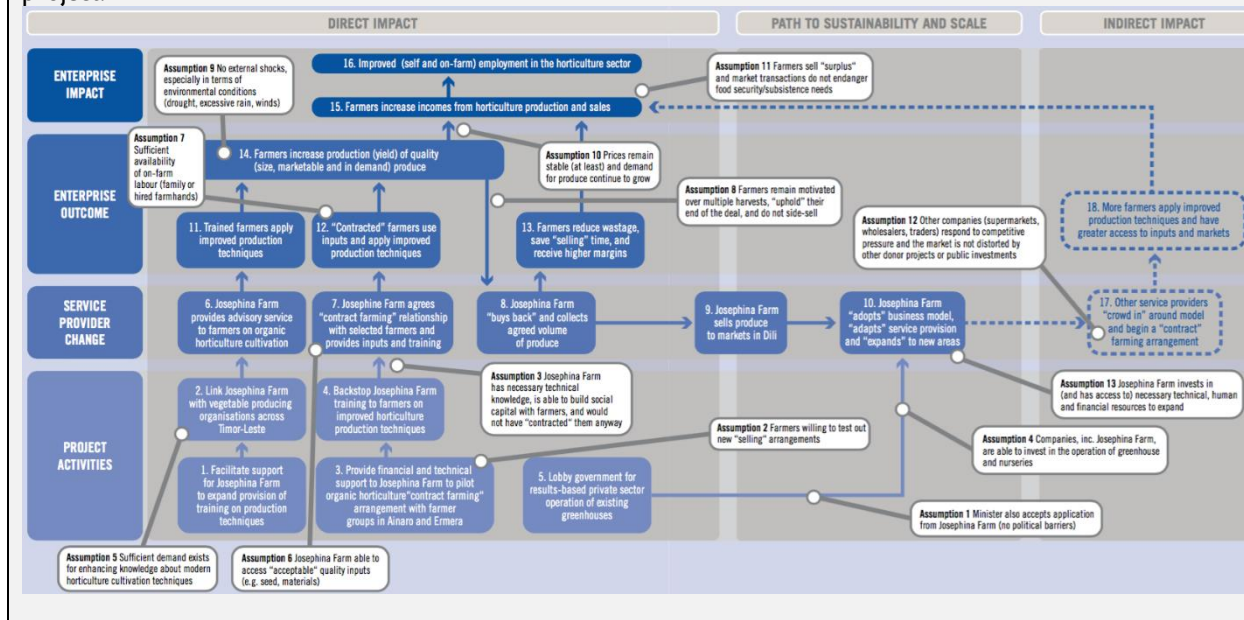 project.
DIRECT IMPACT
PATH TO SUSTAINABILITY AND SCALE
INDIRECT IMPACT
ENTERPRISE
IMPACT
Assumption 9 No external shocks,
especially in terms of
environmental conditions
(drought, excessive rain, winds)
16. Improved (self and on-farm) employment in the horticulture sector
15. Farmers increase incomes from horticulture production and sales
Assumption 11 Farmers sell “surplus”
and market transactions do not endanger
food security/subsistence needs
ENTERPRISE
OUTCOME
Assumption 7
Sufficient
availability
of on-farm
labour (family or
hired farmhands)
14. Farmers increase production (yield) of quality
(size, marketable and in demand) produce
Assumption 10 Prices remain
stable (at least) and demand
for produce continue to grow
Assumption 8 Farmers remain motivated
over multiple harvests, “uphold” their
end of the deal, and do not side-sell
11. Trained farmers apply
improved production
techniques
12. “Contracted” farmers use
inputs and apply improved
production techniques
13. Farmers reduce wastage,
save “selling” time, and
receive higher margins
Assumption 12 Other companies (supermarkets,
wholesalers, traders) respond to competitive
pressure and the market is not distorted by
other donor projects or public investments
18. More farmers apply improved
production techniques and have
greater access to inputs and markets
SERVICE
PROVIDER
CHANGE
6. Josephina Farm
provides advisory service
to farmers on organic
horticulture cultivation
7. Josephine Farm agrees
“contract farming” relationship
with selected farmers and
provides inputs and training
8. Josephina Farm
“buys back” and collects
agreed volume
of produce
9. Josephina Farm
sells produce
to markets in Dili
10. Josephina Farm
“adopts” business model,
“adapts” service provision
and “expands” to new areas
17. Other service providers
“crowd in” around model
and begin a “contract”
farming arrangement
PROJECT
ACTIVITIES
2. Link Josephina Farm
with vegetable producing
organisations across
Timor-Leste
4. Backstop Josephina Farm
training to farmers on
improved horticulture
production techniques
Assumption 3 Josephina Farm
has necessary technical
knowledge, is able to build social
capital with farmers, and would
not have “contracted” them anyway
Assumption 2 Farmers willing to test out
new “selling” arrangements
Assumption 13 Josephina Farm invests in
(and has access to) necessary technical, human
and financial resources to expand
Assumption 4 Companies, inc. Josephina Farm,
are able to invest in the operation of greenhouse
and nurseries
1. Facilitate support
for Josephina Farm
to expand provision of
training on production
techniques
3. Provide financial and technical
support to Josephina Farm to pilot
organic horticulture“contract farming”
arrangement with farmer
groups in Ainaro and Ermera
5. Lobby government for
results-based private sector
operation of existing
greenhouses
Assumption 1 Minister also accepts application
from Josephina Farm (no political barriers)
Assumption 5 Sufficient demand exists
for enhancing knowledge about modern
horticulture cultivation techniques
Assumption 6 Josephina Farm able to
access “acceptable” quality inputs
(e.g. seed, materials)